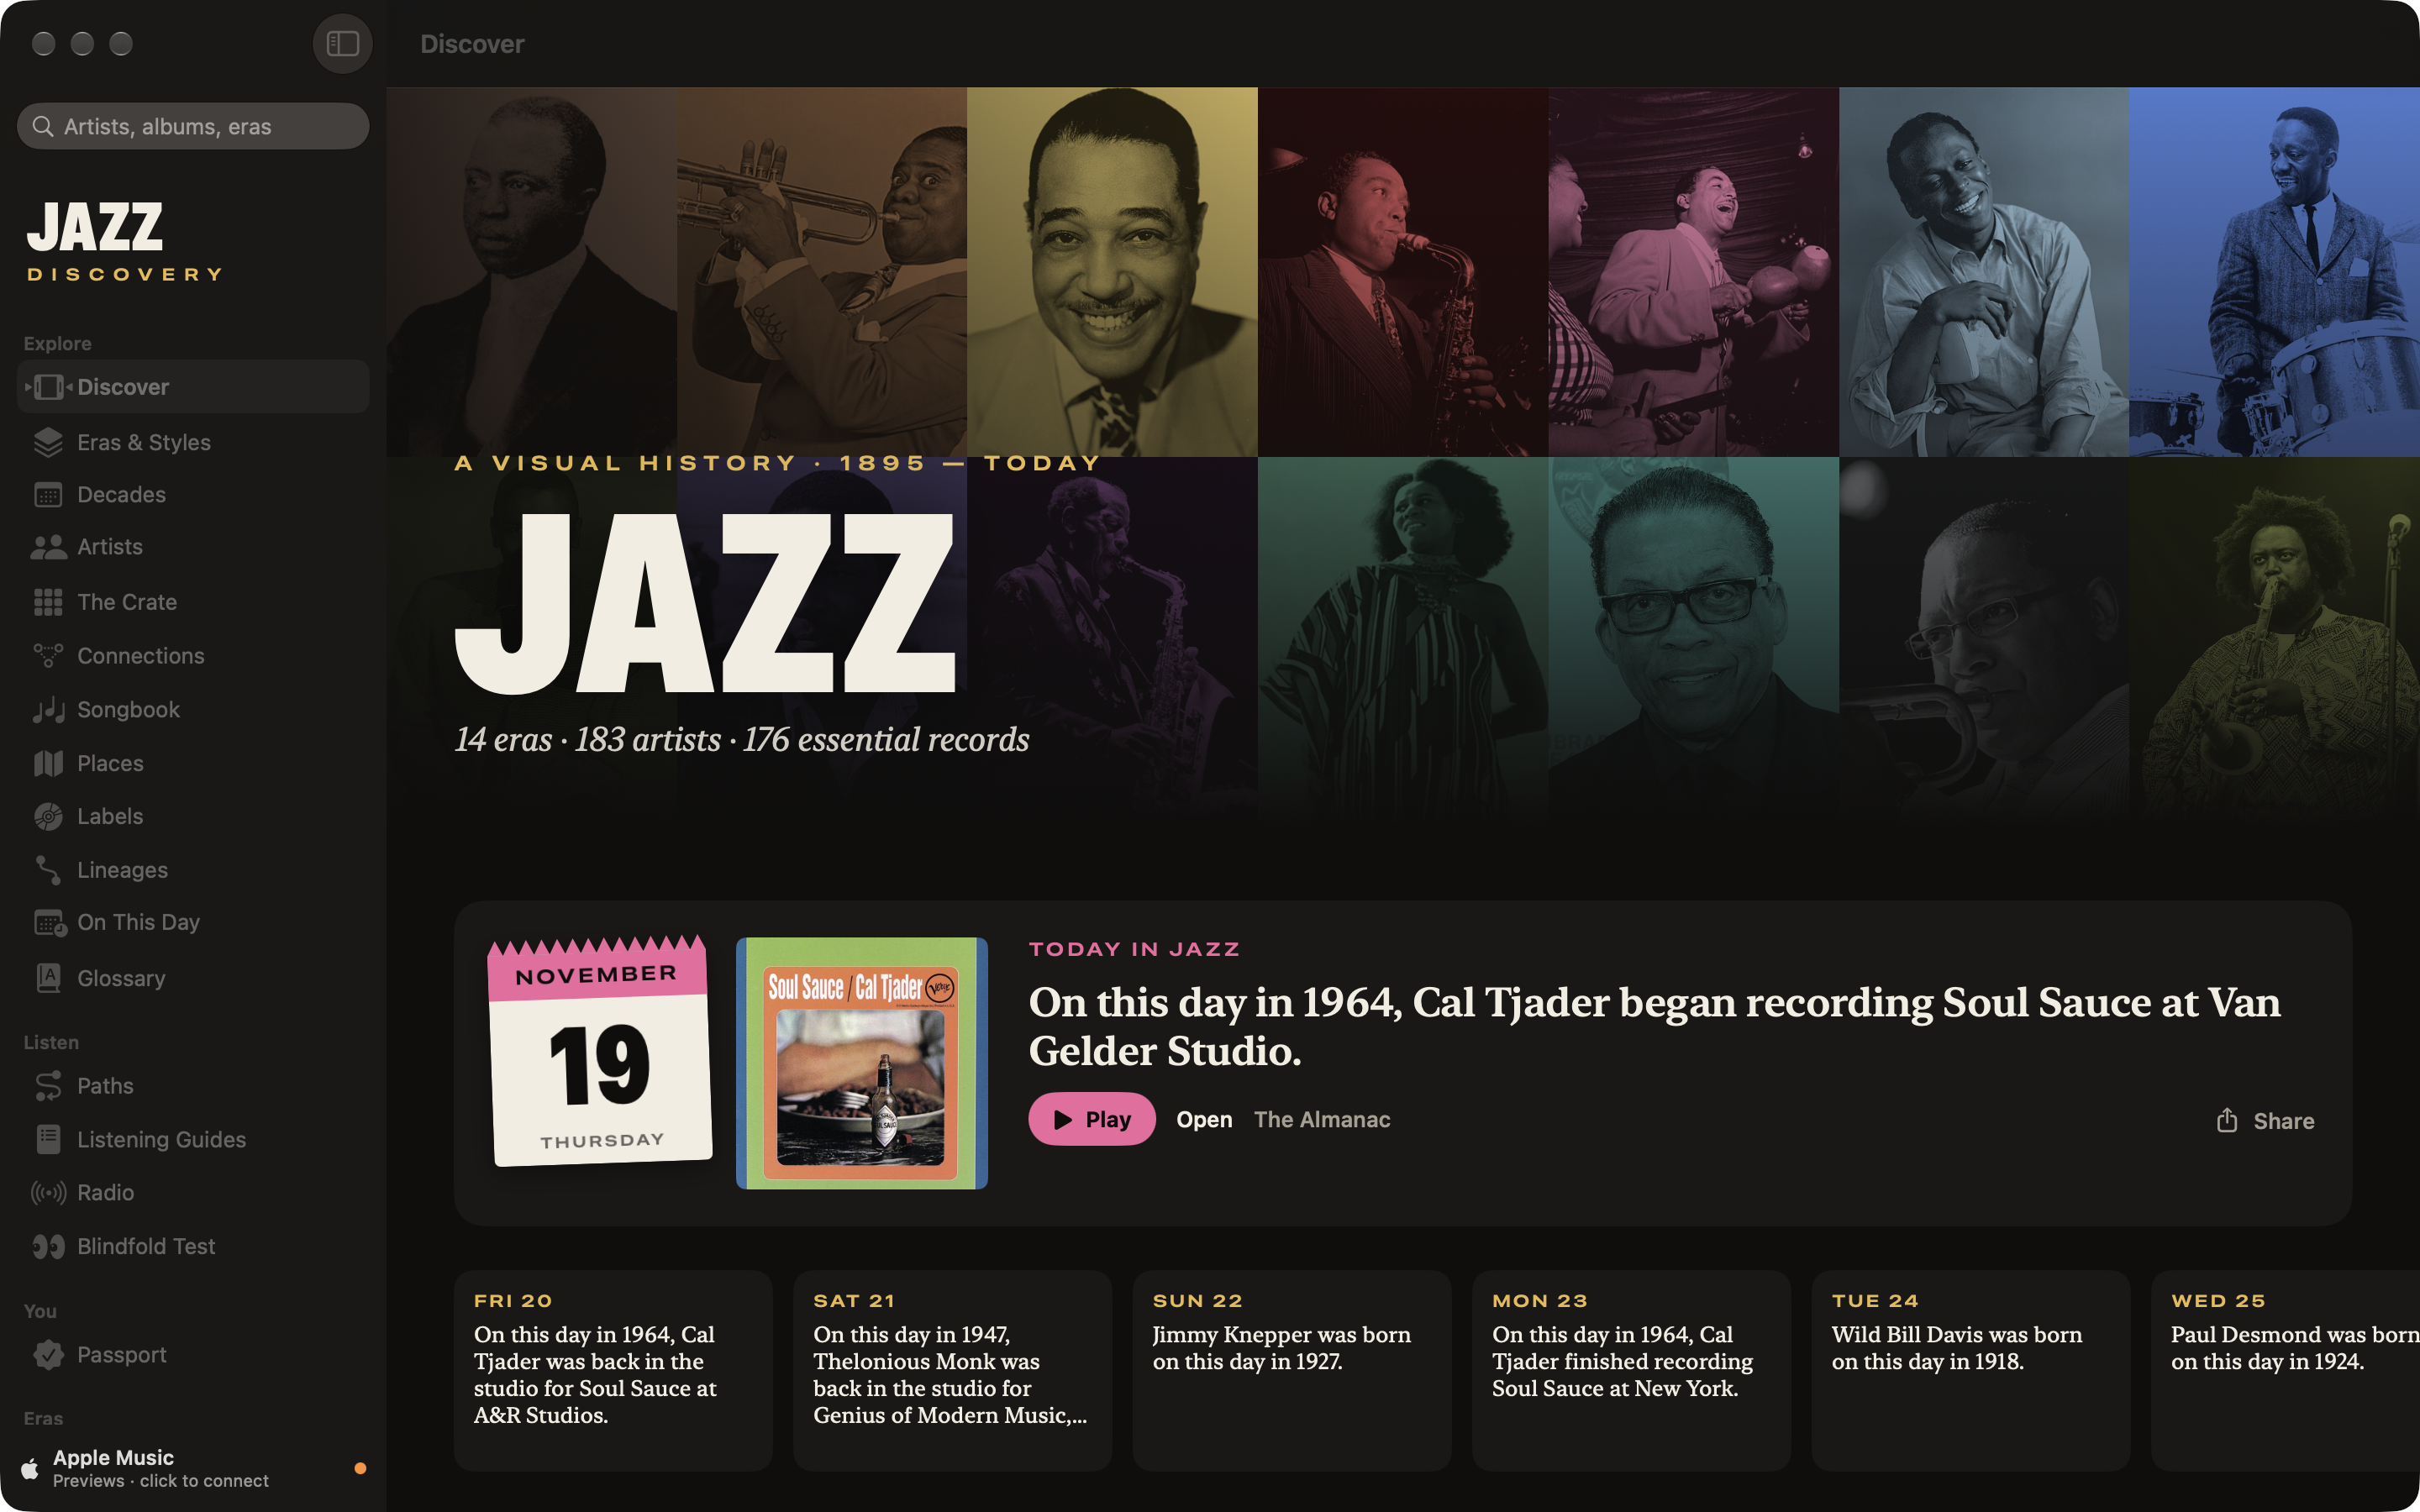 Discover
Artists, albums, eras
JAZZ
DISCOVERY
Explore
Discover
Eras & Styles
Decades
Artists
The Crate
Connections
Songbook
Places
Labels
Lineages
On This Day
Glossary
Listen
Paths
Listening Guides
Radio
Blindfold Test
You
Passport
Eras
Apple Music
Previews · click to connect
A VISUAL HISTORY · 1895 — TODAY
JAZZ
14 eras · 183 artists · 176 essential records
NOVEMBER
19
THURSDAY
Soul Sauce / Cal Tjader
Verve
TODAY IN JAZZ
On this day in 1964, Cal Tjader began recording Soul Sauce at Van
Gelder Studio.
Play
Open
The Almanac
Share
FRI 20
On this day in 1964, Cal
Tjader was back in the
studio for Soul Sauce at
A&R Studios.
SAT 21
On this day in 1947,
Thelonious Monk was
back in the studio for
Genius of Modern Music,...
SUN 22
Jimmy Knepper was born
on this day in 1927.
MON 23
On this day in 1964, Cal
Tjader finished recording
Soul Sauce at New York.
TUE 24
Wild Bill Davis was born
on this day in 1918.
WED 25
Paul Desmond was born
on this day in 1924.